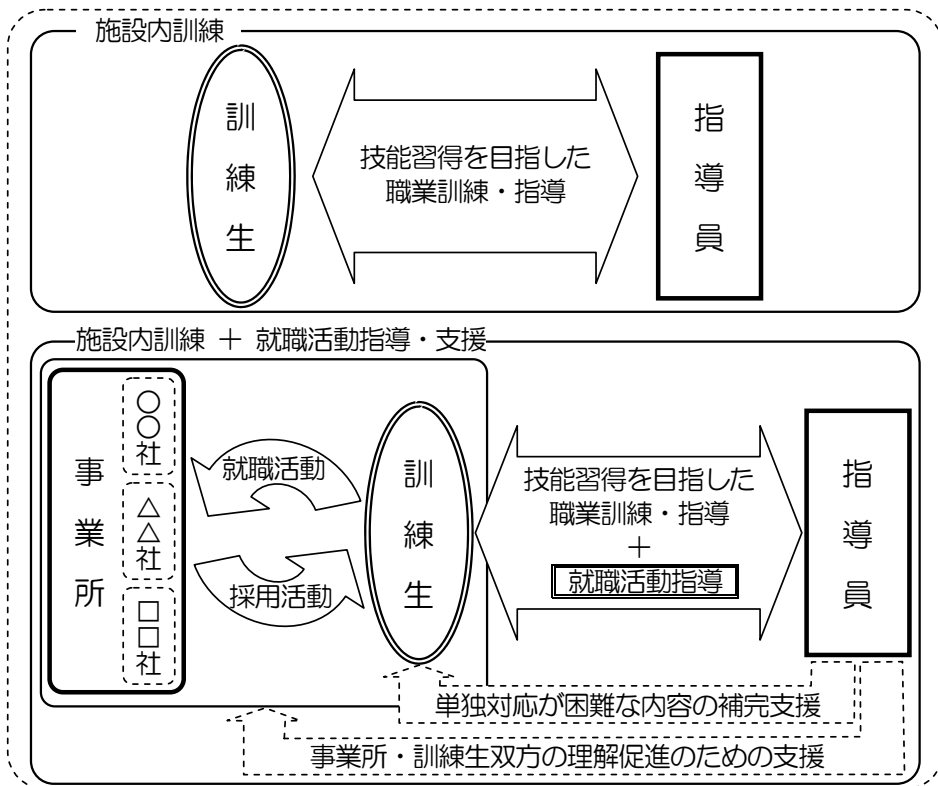 施設内訓練
訓練生
技能習得を目指した
職業訓練・指導
指導員
施設内訓練 ＋ 就職活動指導・支援
事業所
○○社
△△社
□□社
就職活動
採用活動
訓練生
技能習得を目指した
職業訓練・指導
＋
就職活動指導
指導員
単独対応が困難な内容の補完支援
事業所・訓練生双方の理解促進のための支援